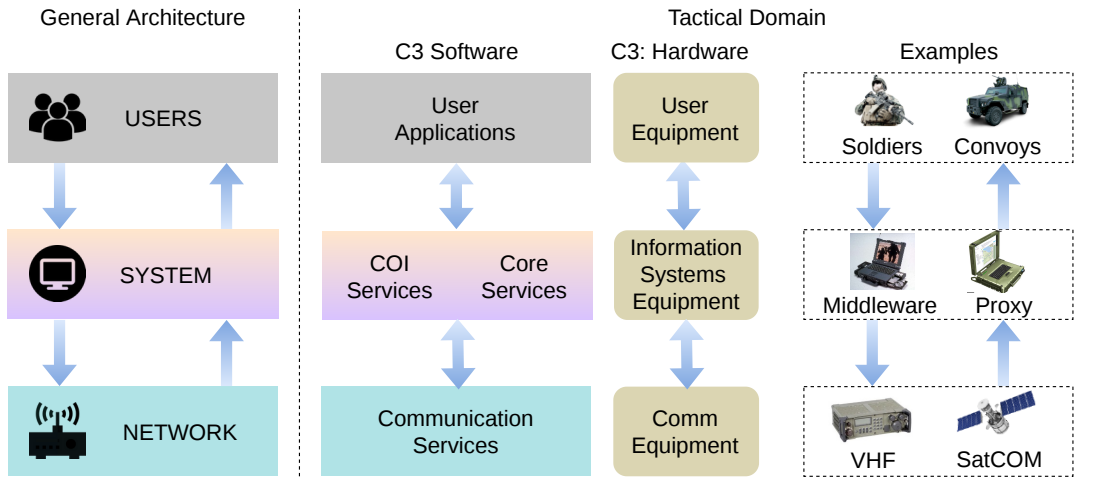 General Architecture
Tactical Domain
C3 Software
C3: Hardware
Examples
USERS
User
Applications
User
Equipment
Soldiers
Convoys
SYSTEM
COI
Services
Core
Services
Information
Systems
Equipment
Middleware
Proxy
NETWORK
Communication
Services
Comm
Equipment
VHF
SatCOM